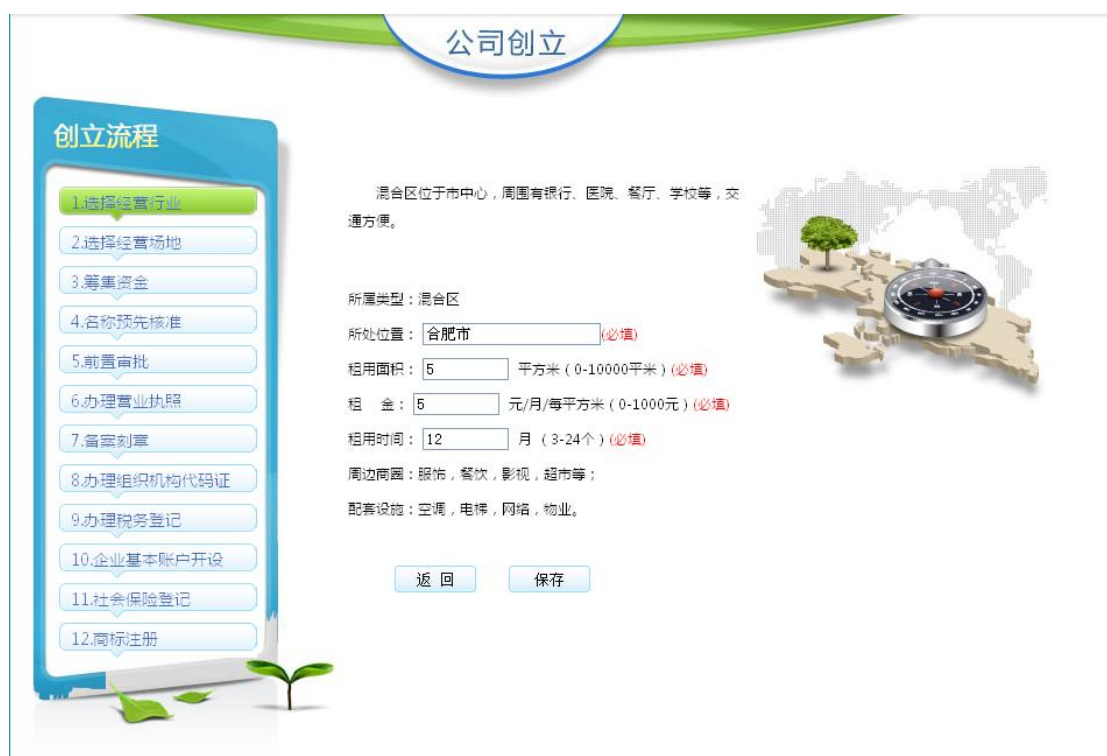 公司创立
创立流程
1.选择经营行业
2.选择经营场地
3.筹集资金
4.名称预先核准
5.前置审批
6.办理营业执照
7.备案刻章
8.办理组织机构代码证
9.办理税务登记
10.企业基本账户开设
11.社会保险登记
12.商标注册
混合区位于市中心，周围有银行、医院、餐厅、学校等，交
通方便。
所属类型：混合区
所处位置： 合肥市 (必填)
租用面积： 5 平方米（0-10000平米）(必填)
租 金： 5 元/月/每平方米（0-1000元）(必填)
租用时间： 12 月 （3-24个）(必填)
周边商圈：服饰，餐饮，影视，超市等；
配套设施：空调，电梯，网络，物业。
返 回 保存